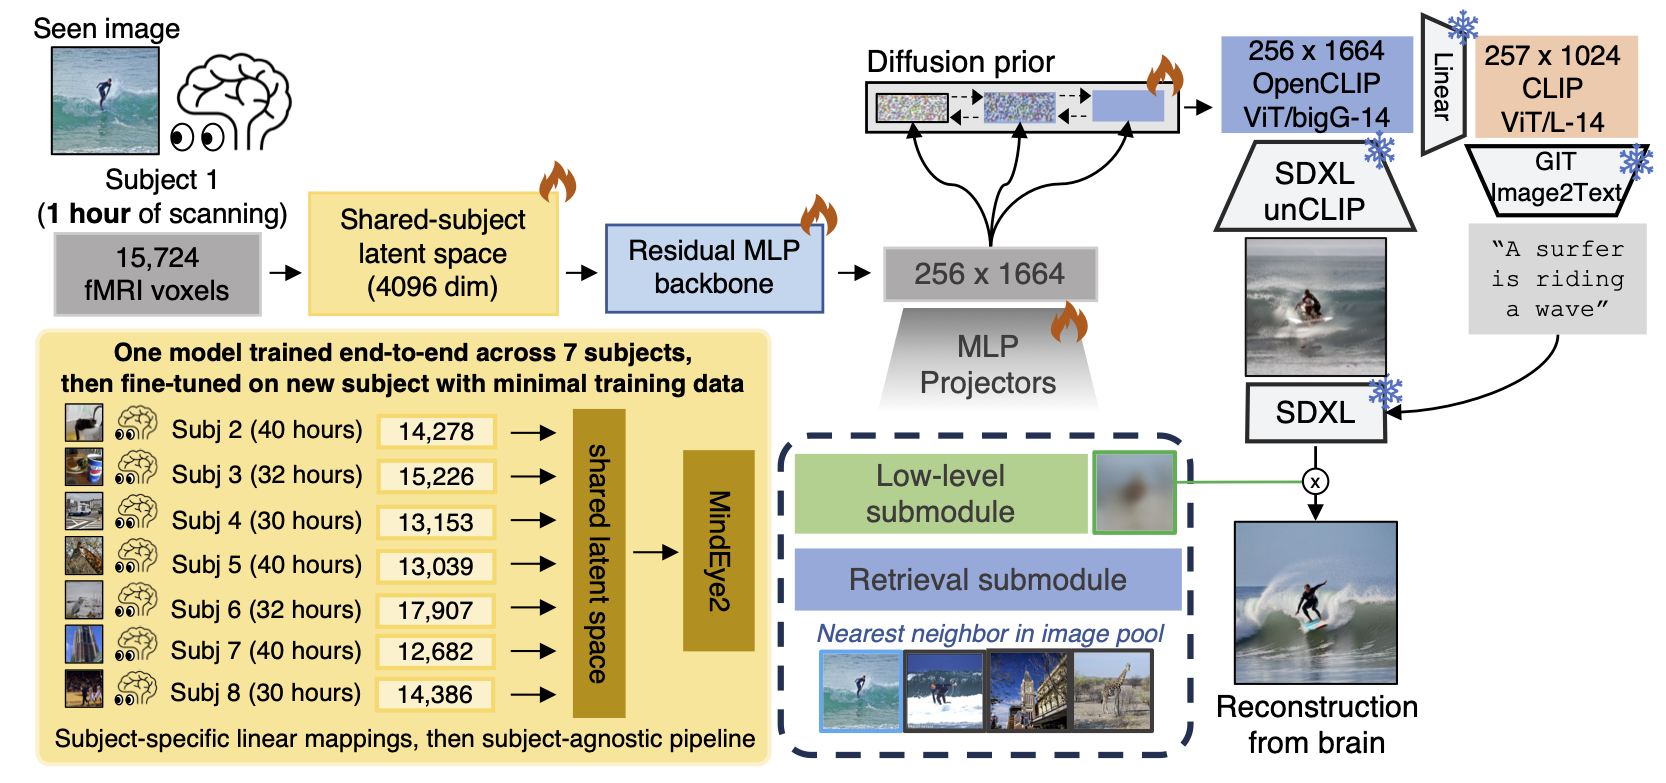 Seen image
Subject 1
(1 hour of scanning)
15,724
fMRI voxels
Shared-subject
latent space
(4096 dim)
Residual MLP
backbone
256 x 1664
MLP
Projectors
Diffusion prior
256 x 1664
OpenCLIP
ViT/bigG-14
Linear
257 x 1024
CLIP
ViT/L-14
SDXL
unCLIP
GIT
Image2Text
“A surfer
is riding
a wave”
SDXL
x
Reconstruction
from brain
One model trained end-to-end across 7 subjects,
then fine-tuned on new subject with minimal training data
Subj 2 (40 hours) 14,278
Subj 3 (32 hours) 15,226
Subj 4 (30 hours) 13,153
Subj 5 (40 hours) 13,039
Subj 6 (32 hours) 17,907
Subj 7 (40 hours) 12,682
Subj 8 (30 hours) 14,386
shared latent space
MindEye2
Subject-specific linear mappings, then subject-agnostic pipeline
Low-level
submodule
Retrieval submodule
Nearest neighbor in image pool